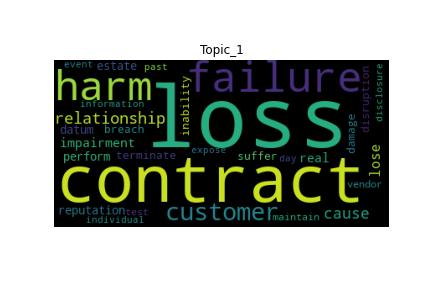 Topic_1
event estate past
harm failure
information
relationship loss inability disruption disclosure
datum breach
impairment expose damage
perform terminate suffer day real lose
contract vendor
reputation test customer cause
individual maintain